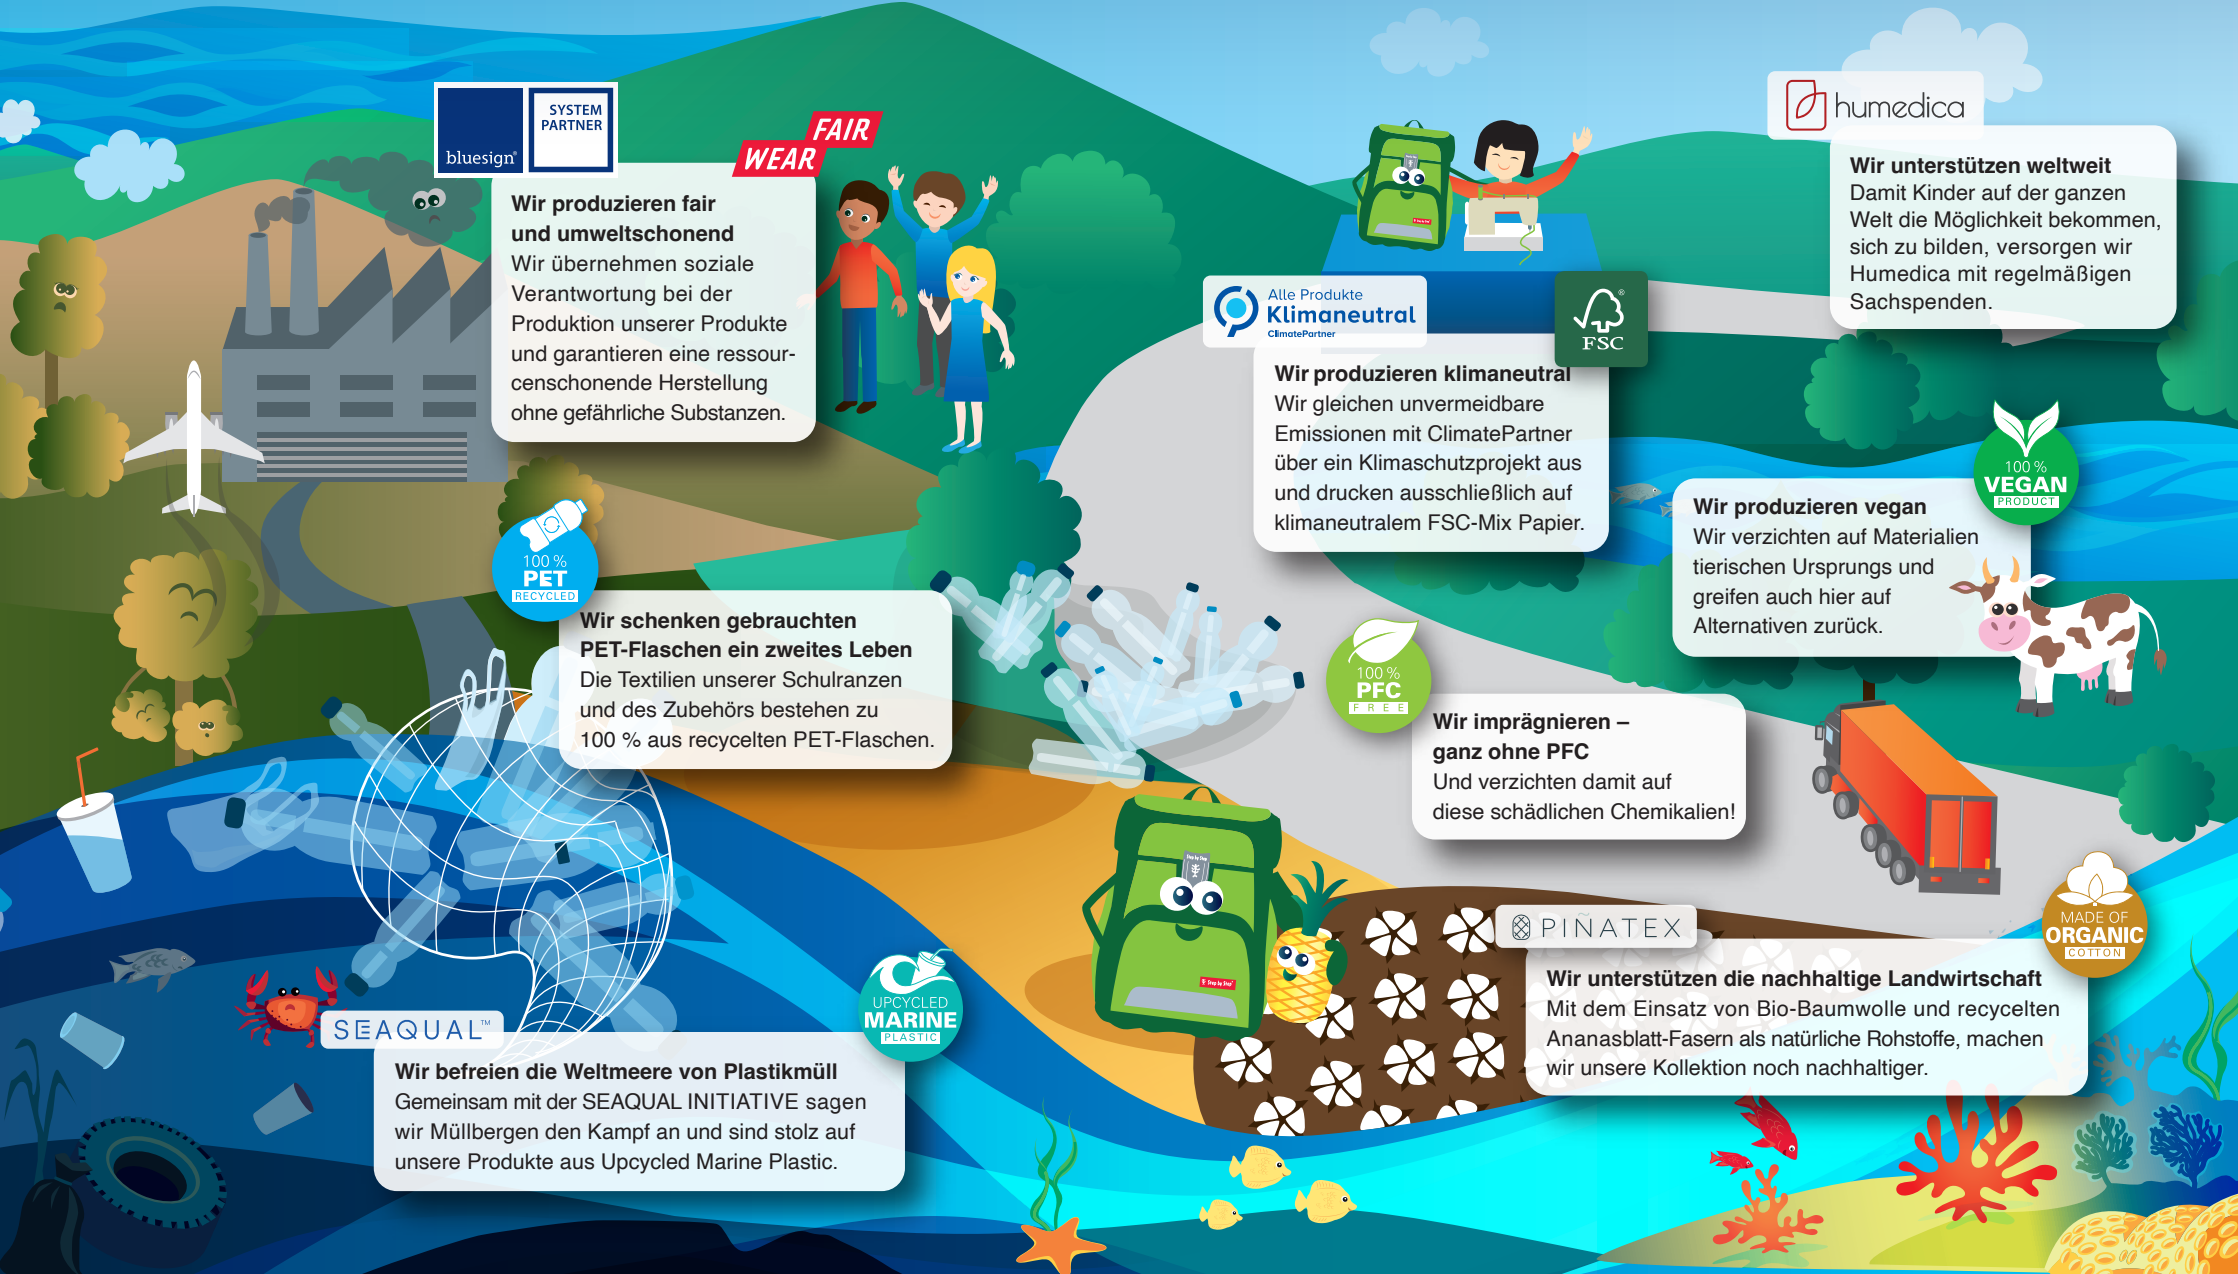 bluesign®
SYSTEM
PARTNER
FAIR
WEAR
Wir produzieren fair
und umweltschonend
Wir übernehmen soziale
Verantwortung bei der
Produktion unserer Produkte
und garantieren eine ressour-
censchonende Herstellung
ohne gefährliche Substanzen.
humedica
Wir unterstützen weltweit
Damit Kinder auf der ganzen
Welt die Möglichkeit bekommen,
sich zu bilden, versorgen wir
Humedica mit regelmäßigen
Sachspenden.
Alle Produkte
Klimaneutral
ClimatePartner
®
FSC
Wir produzieren klimaneutral
Wir gleichen unvermeidbare
Emissionen mit ClimatePartner
über ein Klimaschutzprojekt aus
und drucken ausschließlich auf
klimaneutralem FSC-Mix Papier.
100 %
VEGAN
PRODUCT
Wir produzieren vegan
Wir verzichten auf Materialien
tierischen Ursprungs und
greifen auch hier auf
Alternativen zurück.
100 %
PET
RECYCLED
Wir schenken gebrauchten
PET-Flaschen ein zweites Leben
Die Textilien unserer Schulranzen
und des Zubehörs bestehen zu
100 % aus recycelten PET-Flaschen.
100 %
PFC
FREE
Wir imprägnieren –
ganz ohne PFC
Und verzichten damit auf
diese schädlichen Chemikalien!
Step by Step
Step by Step
PIÑATEX
MADE OF
ORGANIC
COTTON
Wir unterstützen die nachhaltige Landwirtschaft
Mit dem Einsatz von Bio-Baumwolle und recycelten
Ananasblatt-Fasern als natürliche Rohstoffe, machen
wir unsere Kollektion noch nachhaltiger.
SEAQUAL™
UPCYCLED
MARINE
PLASTIC
Wir befreien die Weltmeere von Plastikmüll
Gemeinsam mit der SEAQUAL INITIATIVE sagen
wir Müllbergen den Kampf an und sind stolz auf
unsere Produkte aus Upcycled Marine Plastic.